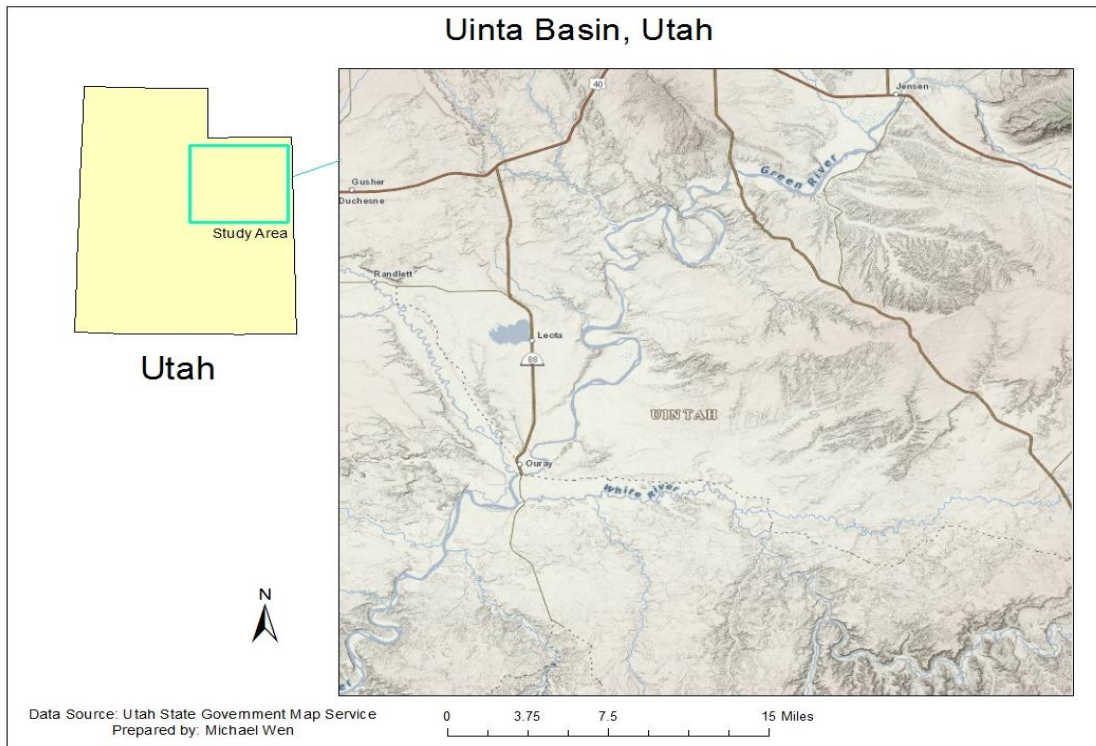 Uinta Basin, Utah
40
Jensen
Green River
Gusher
Duchesne
Study Area
Randlett
Leota
88
Utah
UINTAH
Ouray
White River
N
Data Source: Utah State Government Map Service
Prepared by: Michael Wen
0 3.75 7.5 15 Miles